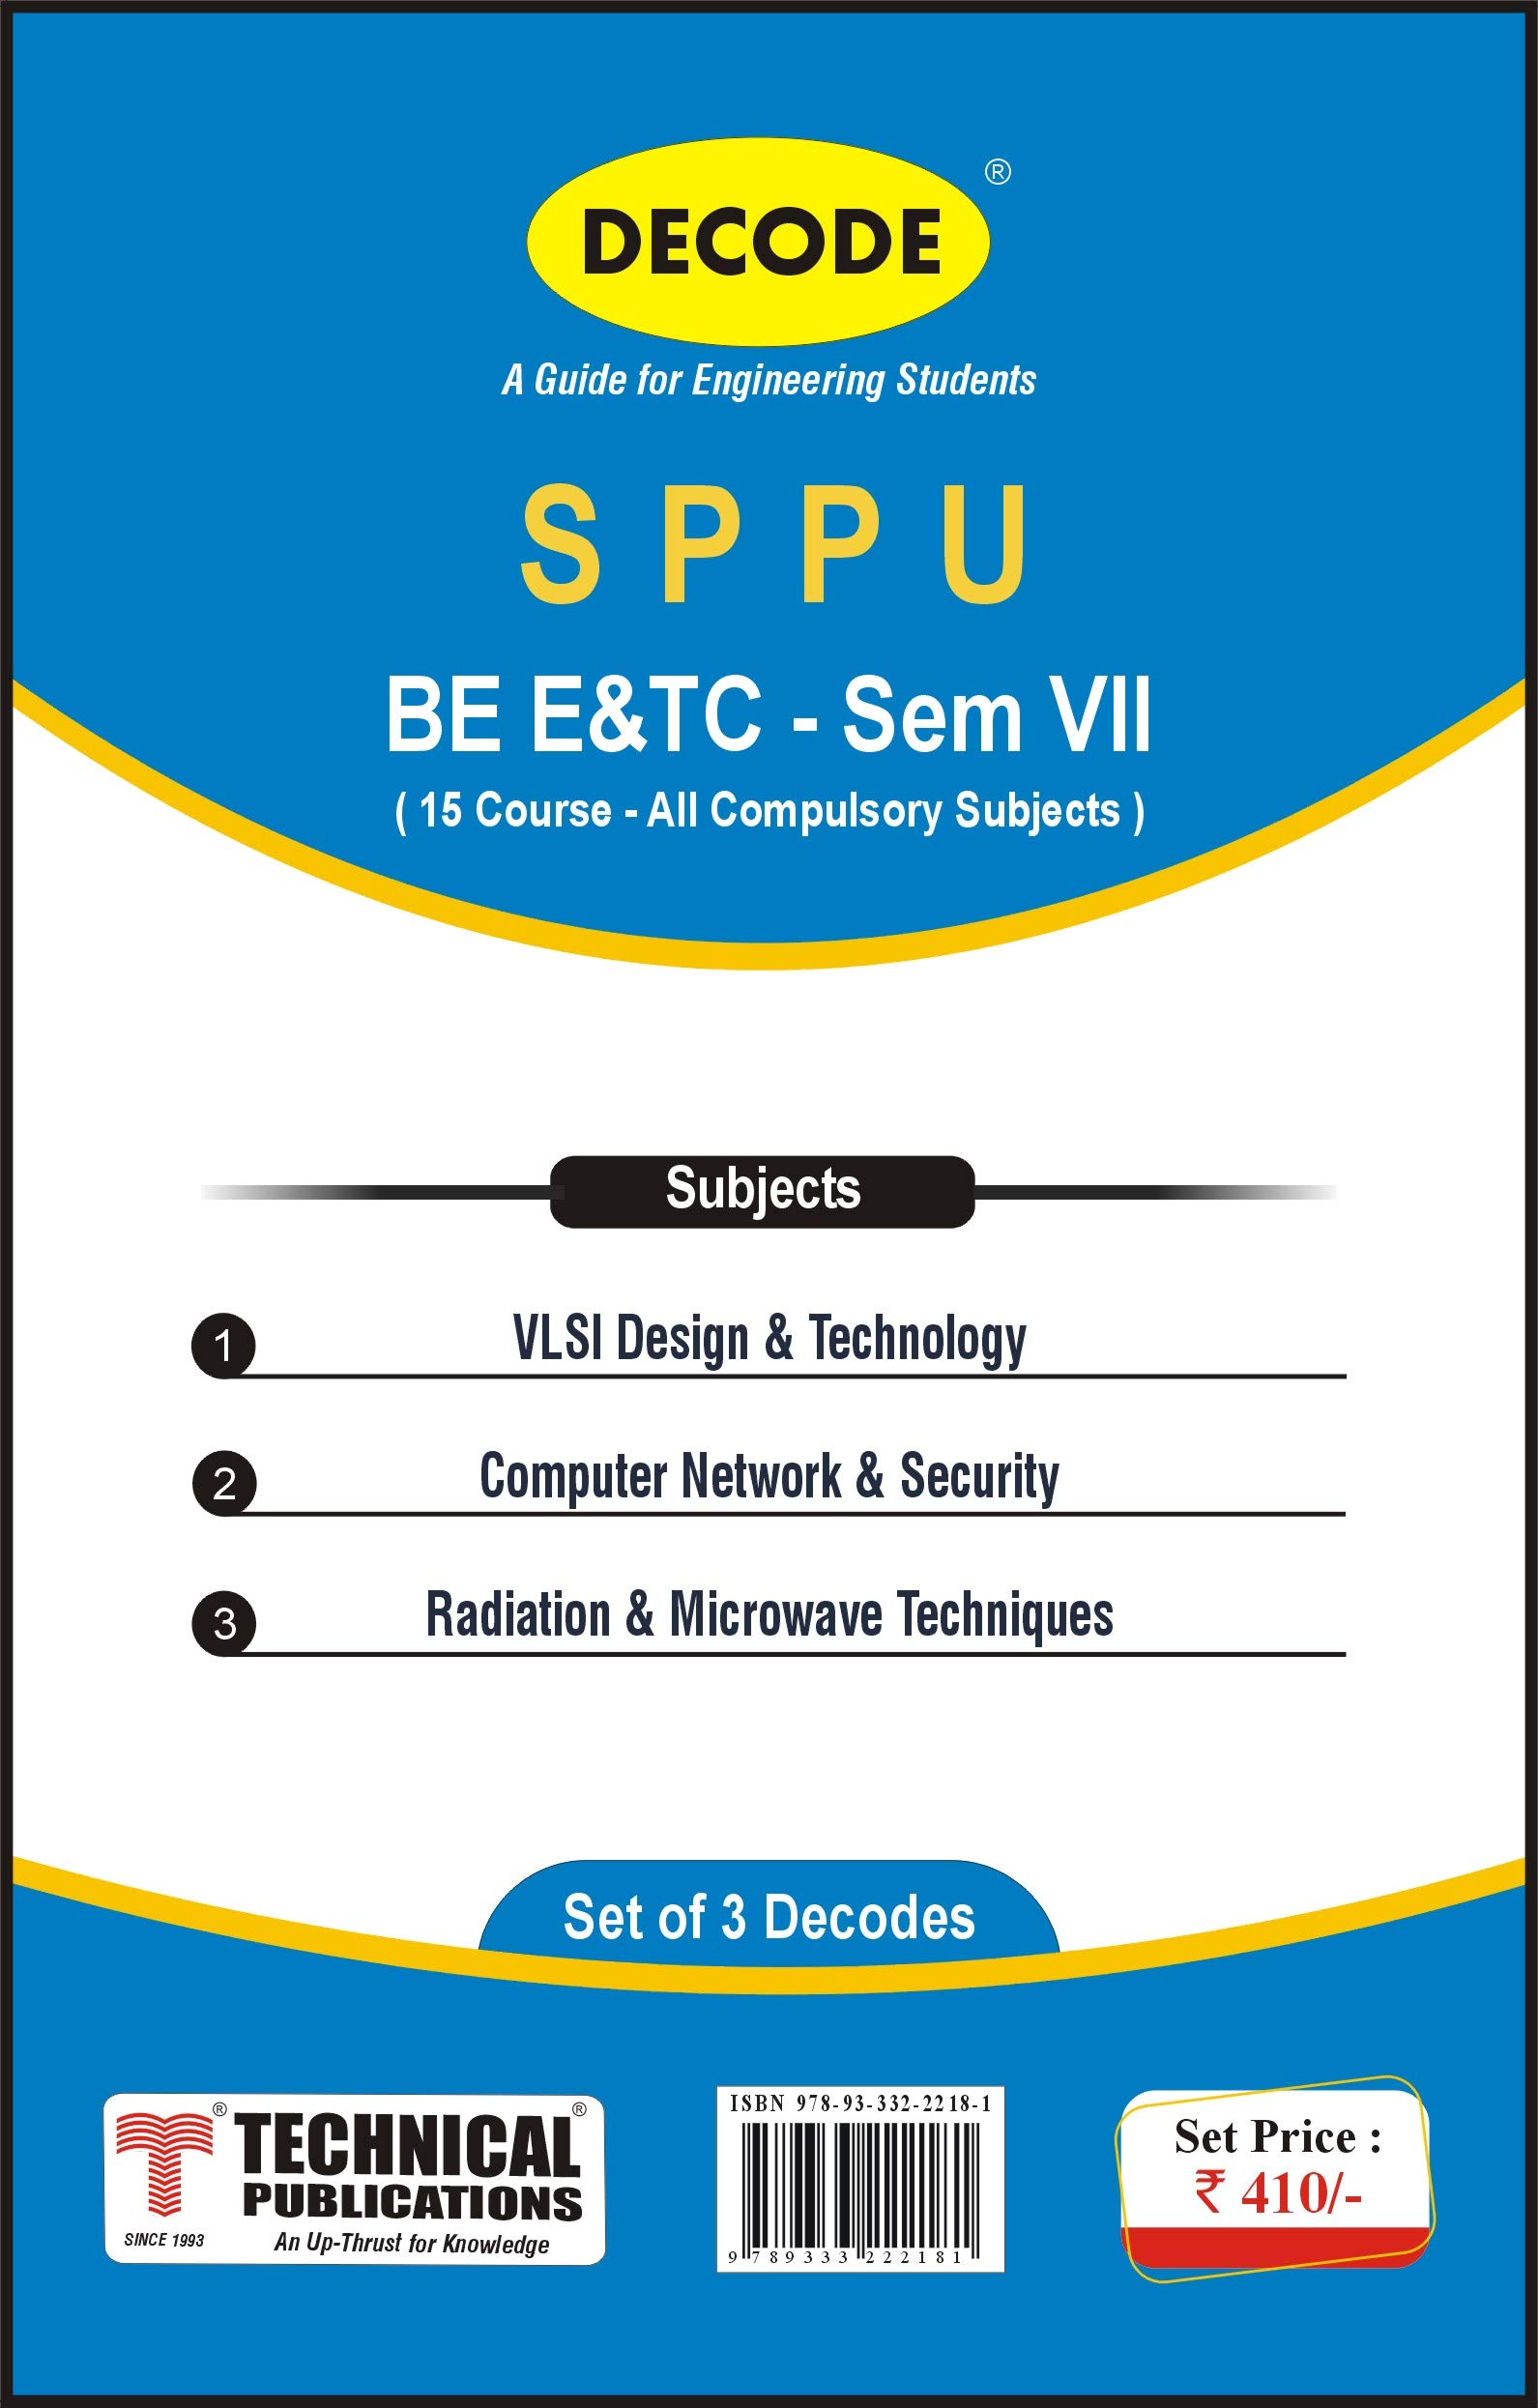 DECODE ®
A Guide for Engineering Students
SPPU
BE E&TC - Sem VII
( 15 Course - All Compulsory Subjects )
Subjects
1 VLSI Design & Technology
2 Computer Network & Security
3 Radiation & Microwave Techniques
Set of 3 Decodes
® TECHNICAL ®
PUBLICATIONS
SINCE 1993 An Up-Thrust for Knowledge
ISBN 978-93-332-2218-1
9 789333 222181
Set Price :
₹ 410/-